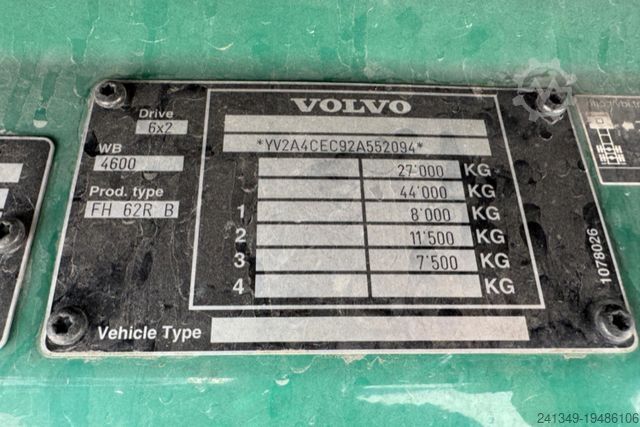 VOLVO
Drive
6x2
*YV2A4CEC92A552094*
WB
4600
27'000 KG
44'000 KG
Prod. type
FH 62R B
1 8'000 KG
2 11'500 KG
3 7'500 KG
4 KG
1078026
Vehicle Type
241349-19486106